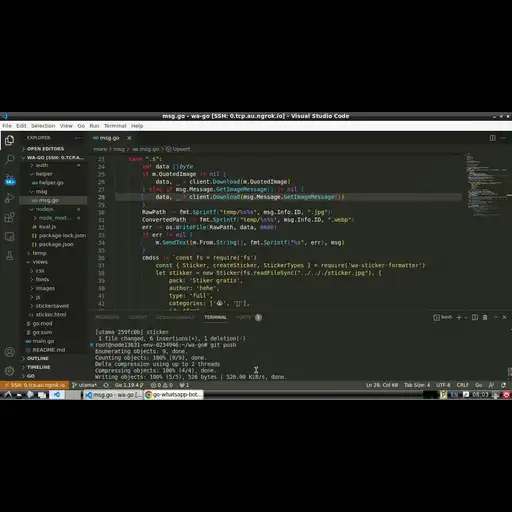 msg.go - wa-go [SSH: 0.tcp.au.ngrok.io] - Visual Studio Code
File Edit Selection View Go Run Terminal Help
EXPLORER
OPEN EDITORS
WA-GO [SSH: 0.TCP.A...
auth
helper
helper.go
msg
msg.go
nodejs
node_mod...
eval.js
package-lock.json
package.json
temp
views
css
fonts
images
js
stickersaved
sticker.html
go.mod
go.sum
main.go
README.md
OUTLINE
TIMELINE
GO
msg.go
more > msg > msg.go > Upsert
23 case ".s":
24 var data []byte
25 if m.QuotedImage != nil {
26 data, _ = client.Download(m.QuotedImage)
27 } else if msg.Message.GetImageMessage() != nil {
28 data, _ = client.Download(msg.Message.GetImageMessage())
29 }
30 RawPath := fmt.Sprintf("temp/%s%s", msg.Info.ID, ".jpg")
31 ConvertedPath := fmt.Sprintf("temp/%s%s", msg.Info.ID, ".webp")
32 err := os.WriteFile(RawPath, data, 0600)
33 if err != nil {
34 m.SendText(m.From.String(), fmt.Sprintf("%s", err), msg)
35 }
36 cmdss := `const fs = require('fs')
37 const { Sticker, createSticker, StickerTypes } = require('wa-sticker-formatter')
38 let stikker = new Sticker(fs.readFileSync("../../../sticker.jpg"), {
39 pack: 'Stiker gratis',
40 author: 'hehe',
41 type: "full",
42 categories: [
PROBLEMS OUTPUT DEBUG CONSOLE TERMINAL PORTS 1
bash
[utama 259fc0b] sticker
1 file changed, 6 insertions(+), 1 deletion(-)
root@node13631-env-0234946:~/wa-go# git push
Enumerating objects: 9, done.
Counting objects: 100% (9/9), done.
Delta compression using up to 2 threads
Compressing objects: 100% (4/4), done.
Writing objects: 100% (5/5), 526 bytes | 526.00 KiB/s, done.
SSH: 0.tcp.au.ngrok.io utama* Go 1.19.4 0 0 1 Ln 28, Col 68 Tab Size: 4 UTF-8 CRLF Go
msg.go - wa-go [... go-whatsapp-bot... EN 08:03